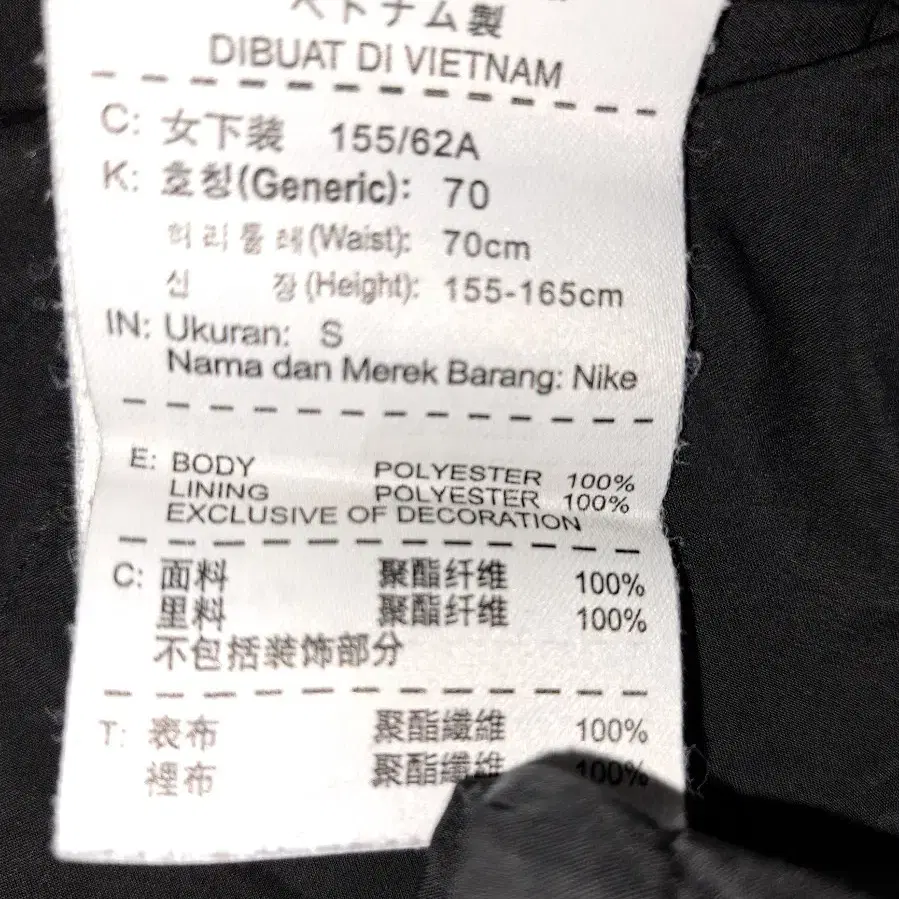 ベトナム製
DIBUAT DI VIETNAM
C: 女下装 155/62A
K: 호칭(Generic): 70
허리둘레(Waist): 70cm
신 장(Height): 155-165cm
IN: Ukuran: S
Nama dan Merek Barang: Nike
E: BODY POLYESTER 100%
LINING POLYESTER 100%
EXCLUSIVE OF DECORATION
C: 面料 聚酯纤维 100%
里料 聚酯纤维 100%
不包括装饰部分
T: 表布 聚酯纖維 100%
裡布 聚酯纖維 100%